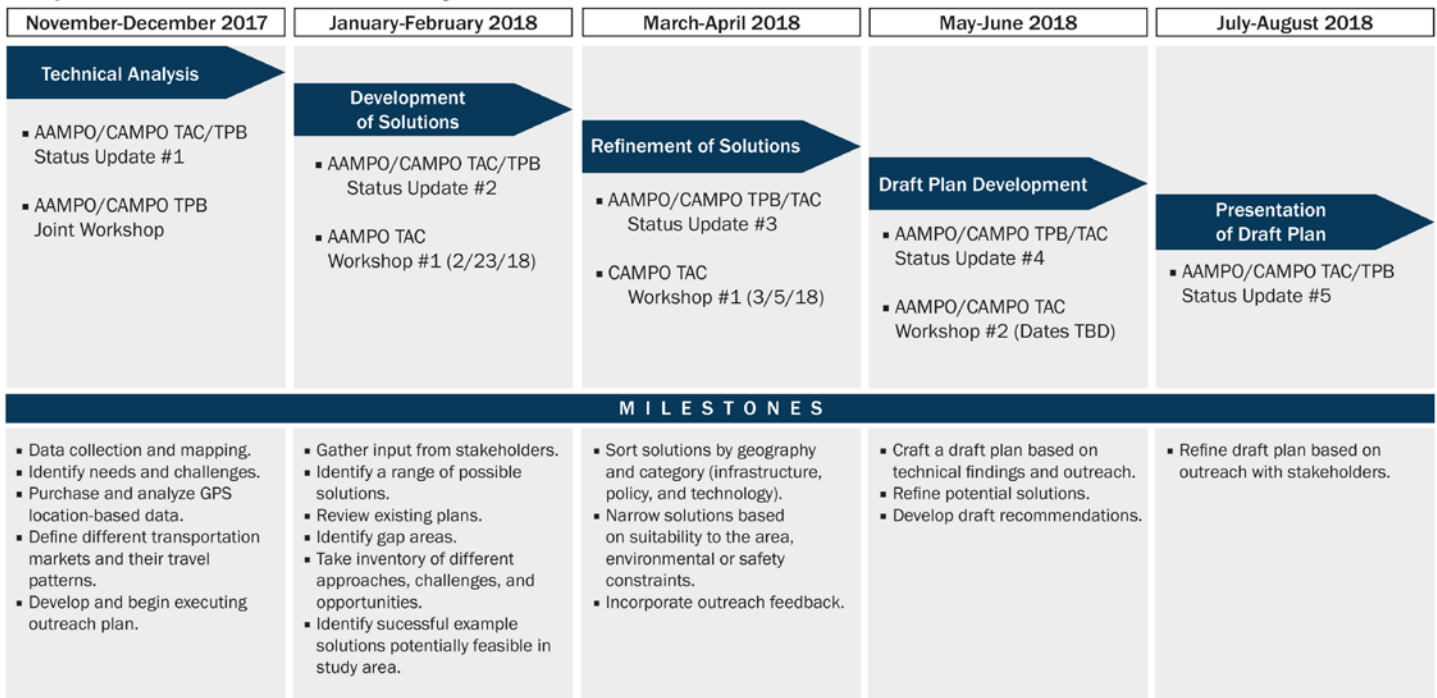 November-December 2017
January-February 2018
March-April 2018
May-June 2018
July-August 2018
Technical Analysis
▪ AAMPO/CAMPO TAC/TPB
Status Update #1
▪ AAMPO/CAMPO TPB
Joint Workshop
Development
of Solutions
▪ AAMPO/CAMPO TAC/TPB
Status Update #2
▪ AAMPO TAC
Workshop #1 (2/23/18)
Refinement of Solutions
▪ AAMPO/CAMPO TPB/TAC
Status Update #3
▪ CAMPO TAC
Workshop #1 (3/5/18)
Draft Plan Development
▪ AAMPO/CAMPO TPB/TAC
Status Update #4
▪ AAMPO/CAMPO TAC
Workshop #2 (Dates TBD)
Presentation
of Draft Plan
▪ AAMPO/CAMPO TAC/TPB
Status Update #5
MILESTONES
▪ Data collection and mapping.
▪ Identify needs and challenges.
▪ Purchase and analyze GPS
location-based data.
▪ Define different transportation
markets and their travel
patterns.
▪ Develop and begin executing
outreach plan.
▪ Gather input from stakeholders.
▪ Identify a range of possible
solutions.
▪ Review existing plans.
▪ Identify gap areas.
▪ Take inventory of different
approaches, challenges, and
opportunities.
▪ Identify sucessful example
solutions potentially feasible in
study area.
▪ Sort solutions by geography
and category (infrastructure,
policy, and technology).
▪ Narrow solutions based
on suitability to the area,
environmental or safety
constraints.
▪ Incorporate outreach feedback.
▪ Craft a draft plan based on
technical findings and outreach.
▪ Refine potential solutions.
▪ Develop draft recommendations.
▪ Refine draft plan based on
outreach with stakeholders.